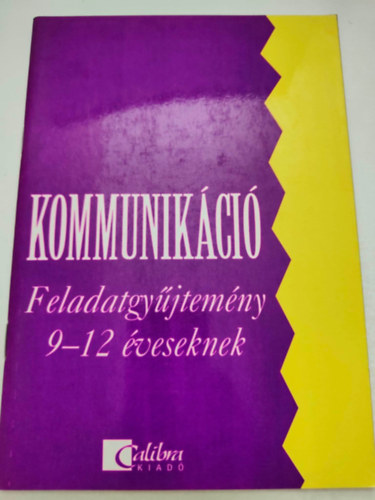 KOMMUNIKÁCIÓ
Feladatgyűjtemény
9–12 éveseknek
Calibra
KIADÓ